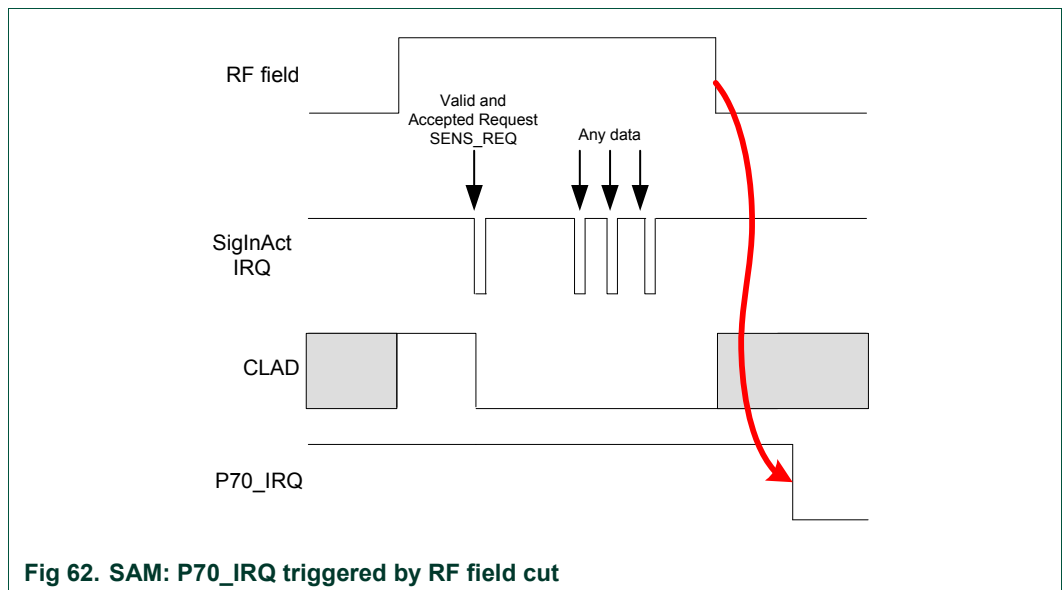 RF field
Valid and
Accepted Request
SENS_REQ
Any data
SigInAct
IRQ
CLAD
P70_IRQ
Fig 62. SAM: P70_IRQ triggered by RF field cut